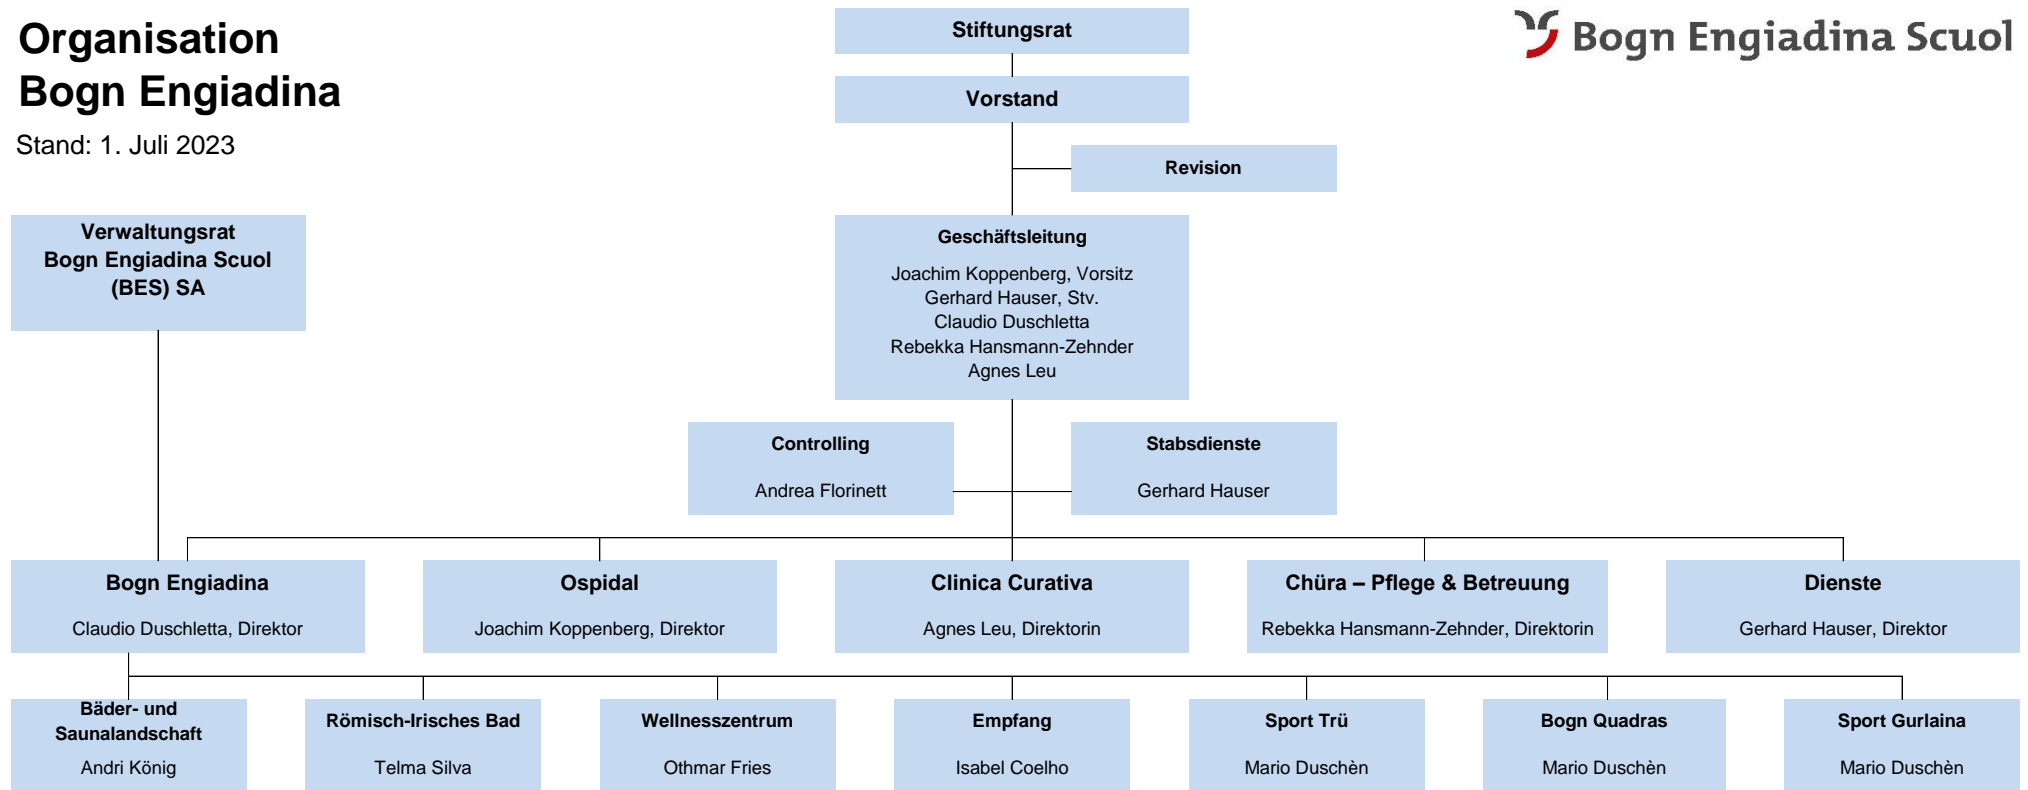 Organisation
Bogn Engiadina
Stand: 1. Juli 2023
Bogn Engiadina Scuol
Stiftungsrat
Vorstand
Revision
Verwaltungsrat
Bogn Engiadina Scuol
(BES) SA
Geschäftsleitung
Joachim Koppenberg, Vorsitz
Gerhard Hauser, Stv.
Claudio Duschletta
Rebekka Hansmann-Zehnder
Agnes Leu
Controlling
Andrea Florinett
Stabsdienste
Gerhard Hauser
Bogn Engiadina
Claudio Duschletta, Direktor
Ospidal
Joachim Koppenberg, Direktor
Clinica Curativa
Agnes Leu, Direktorin
Chüra – Pflege & Betreuung
Rebekka Hansmann-Zehnder, Direktorin
Dienste
Gerhard Hauser, Direktor
Bäder- und
Saunalandschaft
Andri König
Römisch-Irisches Bad
Telma Silva
Wellnesszentrum
Othmar Fries
Empfang
Isabel Coelho
Sport Trü
Mario Duschèn
Bogn Quadras
Mario Duschèn
Sport Gurlaina
Mario Duschèn